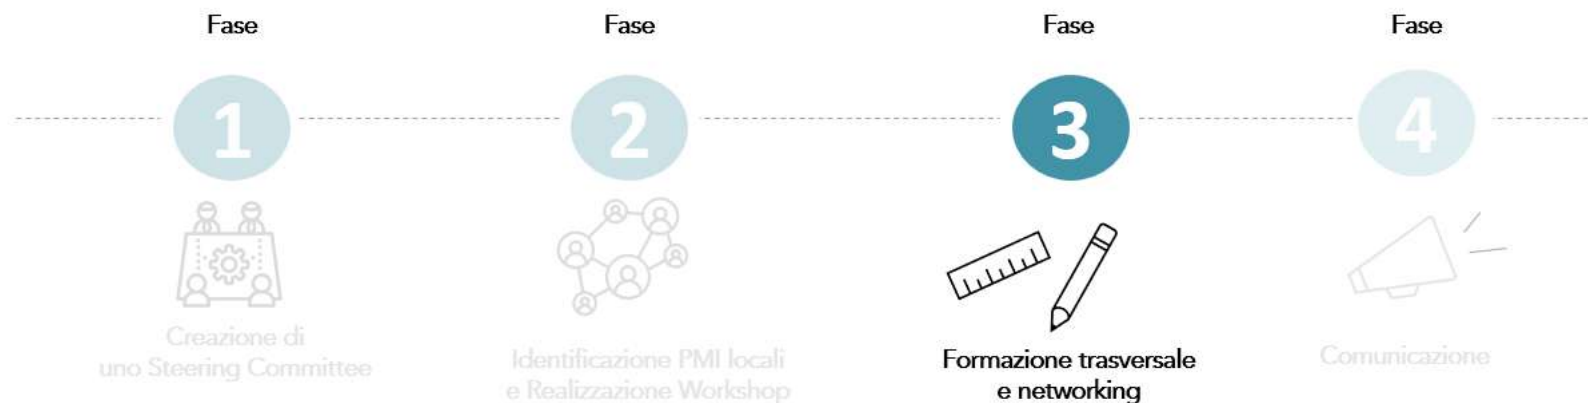 Fase
Fase
Fase
Fase
1
2
3
4
Creazione di
uno Steering Committee
Identificazione PMI locali
e Realizzazione Workshop
Formazione trasversale
e networking
Comunicazione